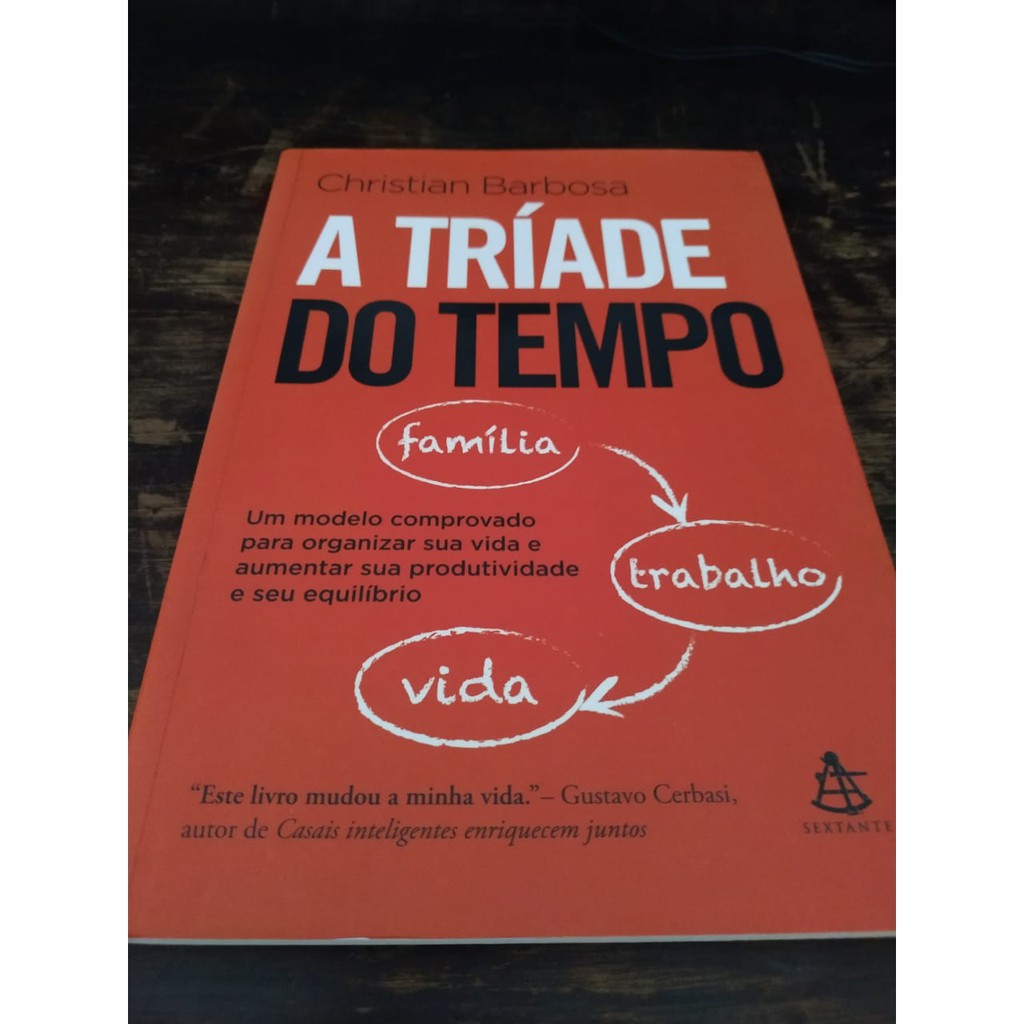 Christian Barbosa
A TRÍADE
DO TEMPO
família
Um modelo comprovado
para organizar sua vida e
aumentar sua produtividade
e seu equilíbrio
trabalho
vida
“Este livro mudou a minha vida.” – Gustavo Cerbasi,
autor de Casais inteligentes enriquecem juntos
SEXTANTE